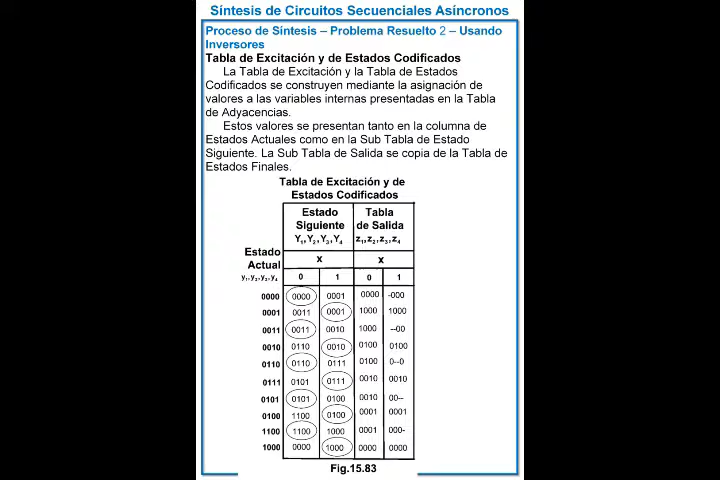 Síntesis de Circuitos Secuenciales Asíncronos
Proceso de Síntesis – Problema Resuelto 2 – Usando
Inversores
Tabla de Excitación y de Estados Codificados
La Tabla de Excitación y la Tabla de Estados
Codificados se construyen mediante la asignación de
valores a las variables internas presentadas en la Tabla
de Adyacencias.
Estos valores se presentan tanto en la columna de
Estados Actuales como en la Sub Tabla de Estado
Siguiente. La Sub Tabla de Salida se copia de la Tabla de
Estados Finales.
Tabla de Excitación y de
Estados Codificados
Estado Tabla
Siguiente de Salida
Y₁,Y₂,Y₃,Y₄ z₁,z₂,z₃,z₄
Estado
Actual x x
y₁,y₂,y₃,y₄ 0 1 0 1
0000 0000 0001 0000 -000
0001 0011 0001 1000 1000
0011 0011 0010 1000 --00
0010 0110 0010 0100 0100
0110 0110 0111 0100 0--0
0111 0101 0111 0010 0010
0101 0101 0100 0010 00--
0100 1100 0100 0001 0001
1100 1100 1000 0001 000-
1000 0000 1000 0000 0000
Fig.15.83